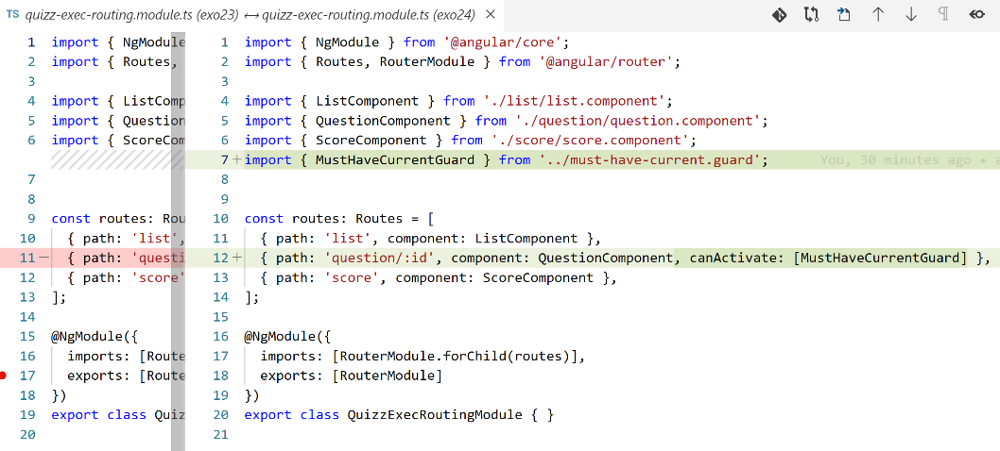 TS quizz-exec-routing.module.ts (exo23) ↔ quizz-exec-routing.module.ts (exo24) ×
1 import { NgModule
2 import { Routes,
3
4 import { ListComp
5 import { Question
6 import { ScoreCom
7
8
9 const routes: Rou
10 { path: 'list',
11 — { path: 'questi
12 { path: 'score'
13 ];
14
15 @NgModule({
16 imports: [Route
17 exports: [Route
18 })
19 export class Quiz
20
1 import { NgModule } from '@angular/core';
2 import { Routes, RouterModule } from '@angular/router';
3
4 import { ListComponent } from './list/list.component';
5 import { QuestionComponent } from './question/question.component';
6 import { ScoreComponent } from './score/score.component';
7 + import { MustHaveCurrentGuard } from '../must-have-current.guard'; You, 30 minutes ago • a
8
9
10 const routes: Routes = [
11 { path: 'list', component: ListComponent },
12 + { path: 'question/:id', component: QuestionComponent, canActivate: [MustHaveCurrentGuard] },
13 { path: 'score', component: ScoreComponent },
14 ];
15
16 @NgModule({
17 imports: [RouterModule.forChild(routes)],
18 exports: [RouterModule]
19 })
20 export class QuizzExecRoutingModule { }
21